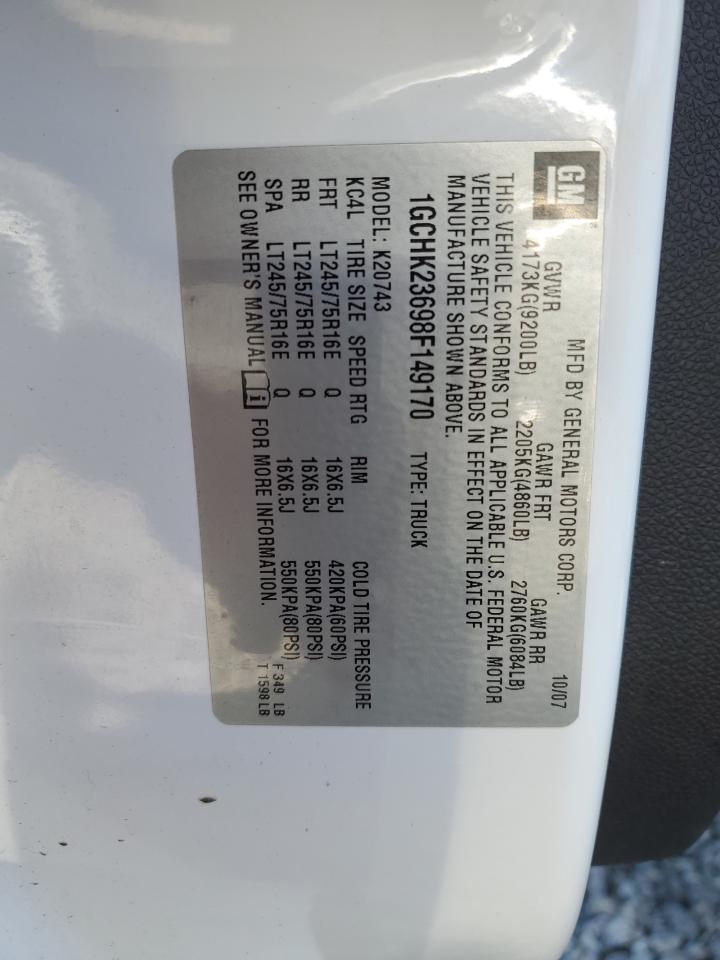 GM
MFD BY GENERAL MOTORS CORP. 10/07
GVWR GAWR FRT GAWR RR
4173KG(9200LB) 2205KG(4860LB) 2760KG(6084LB)
THIS VEHICLE CONFORMS TO ALL APPLICABLE U.S. FEDERAL MOTOR
VEHICLE SAFETY STANDARDS IN EFFECT ON THE DATE OF
MANUFACTURE SHOWN ABOVE.
1GCHK23698F149170 TYPE: TRUCK
MODEL: K20743
KC4L TIRE SIZE SPEED RTG RIM COLD TIRE PRESSURE
FRT LT245/75R16E Q 16X6.5J 420KPA(60PSI)
RR LT245/75R16E Q 16X6.5J 550KPA(80PSI)
SPA LT245/75R16E Q 16X6.5J 550KPA(80PSI)
SEE OWNER'S MANUAL FOR MORE INFORMATION.
F 349 LB
T 1598 LB